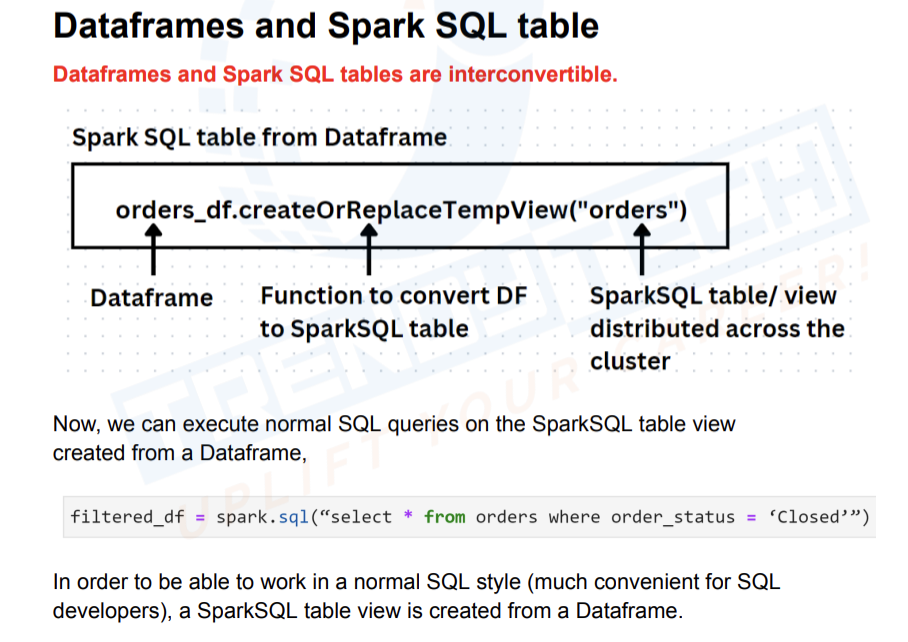 Dataframes and Spark SQL table
Dataframes and Spark SQL tables are interconvertible.
Spark SQL table from Dataframe
orders_df.createOrReplaceTempView("orders")
Dataframe
Function to convert DF
to SparkSQL table
SparkSQL table/ view
distributed across the
cluster
Now, we can execute normal SQL queries on the SparkSQL table view
created from a Dataframe,
filtered_df = spark.sql(“select * from orders where order_status = ‘Closed’”)
In order to be able to work in a normal SQL style (much convenient for SQL
developers), a SparkSQL table view is created from a Dataframe.
TRENDYTECH
UPLIFT YOUR CAREER!